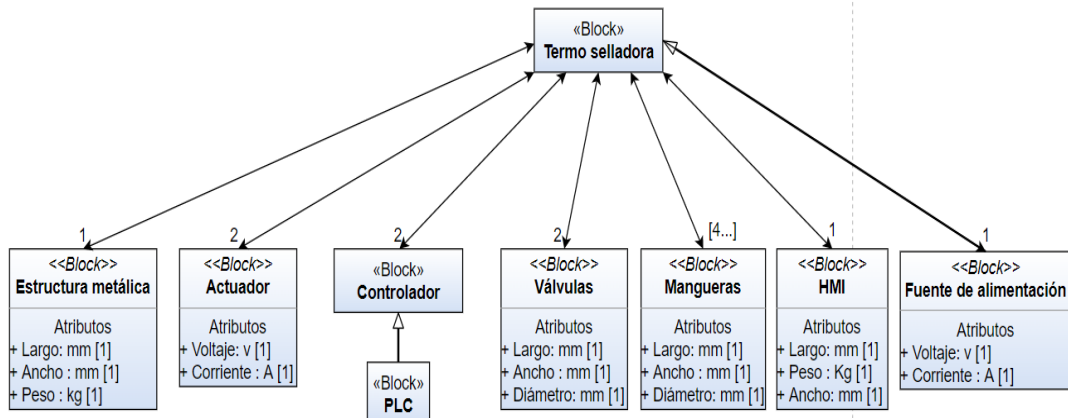 «Block»
Termo selladora
1
2
2
2
[4...]
1
1
<<Block>>
Estructura metálica
Atributos
+ Largo: mm [1]
+ Ancho : mm [1]
+ Peso : kg [1]
<<Block>>
Actuador
Atributos
+ Voltaje: v [1]
+ Corriente : A [1]
«Block»
Controlador
«Block»
PLC
<<Block>>
Válvulas
Atributos
+ Largo: mm [1]
+ Ancho : mm [1]
+ Diámetro: mm [1]
<<Block>>
Mangueras
Atributos
+ Largo: mm [1]
+ Ancho : mm [1]
+ Diámetro: mm [1]
<<Block>>
HMI
Atributos
+ Largo: mm [1]
+ Peso : Kg [1]
+ Ancho: mm [1]
<<Block>>
Fuente de alimentación
Atributos
+ Voltaje: v [1]
+ Corriente : A [1]